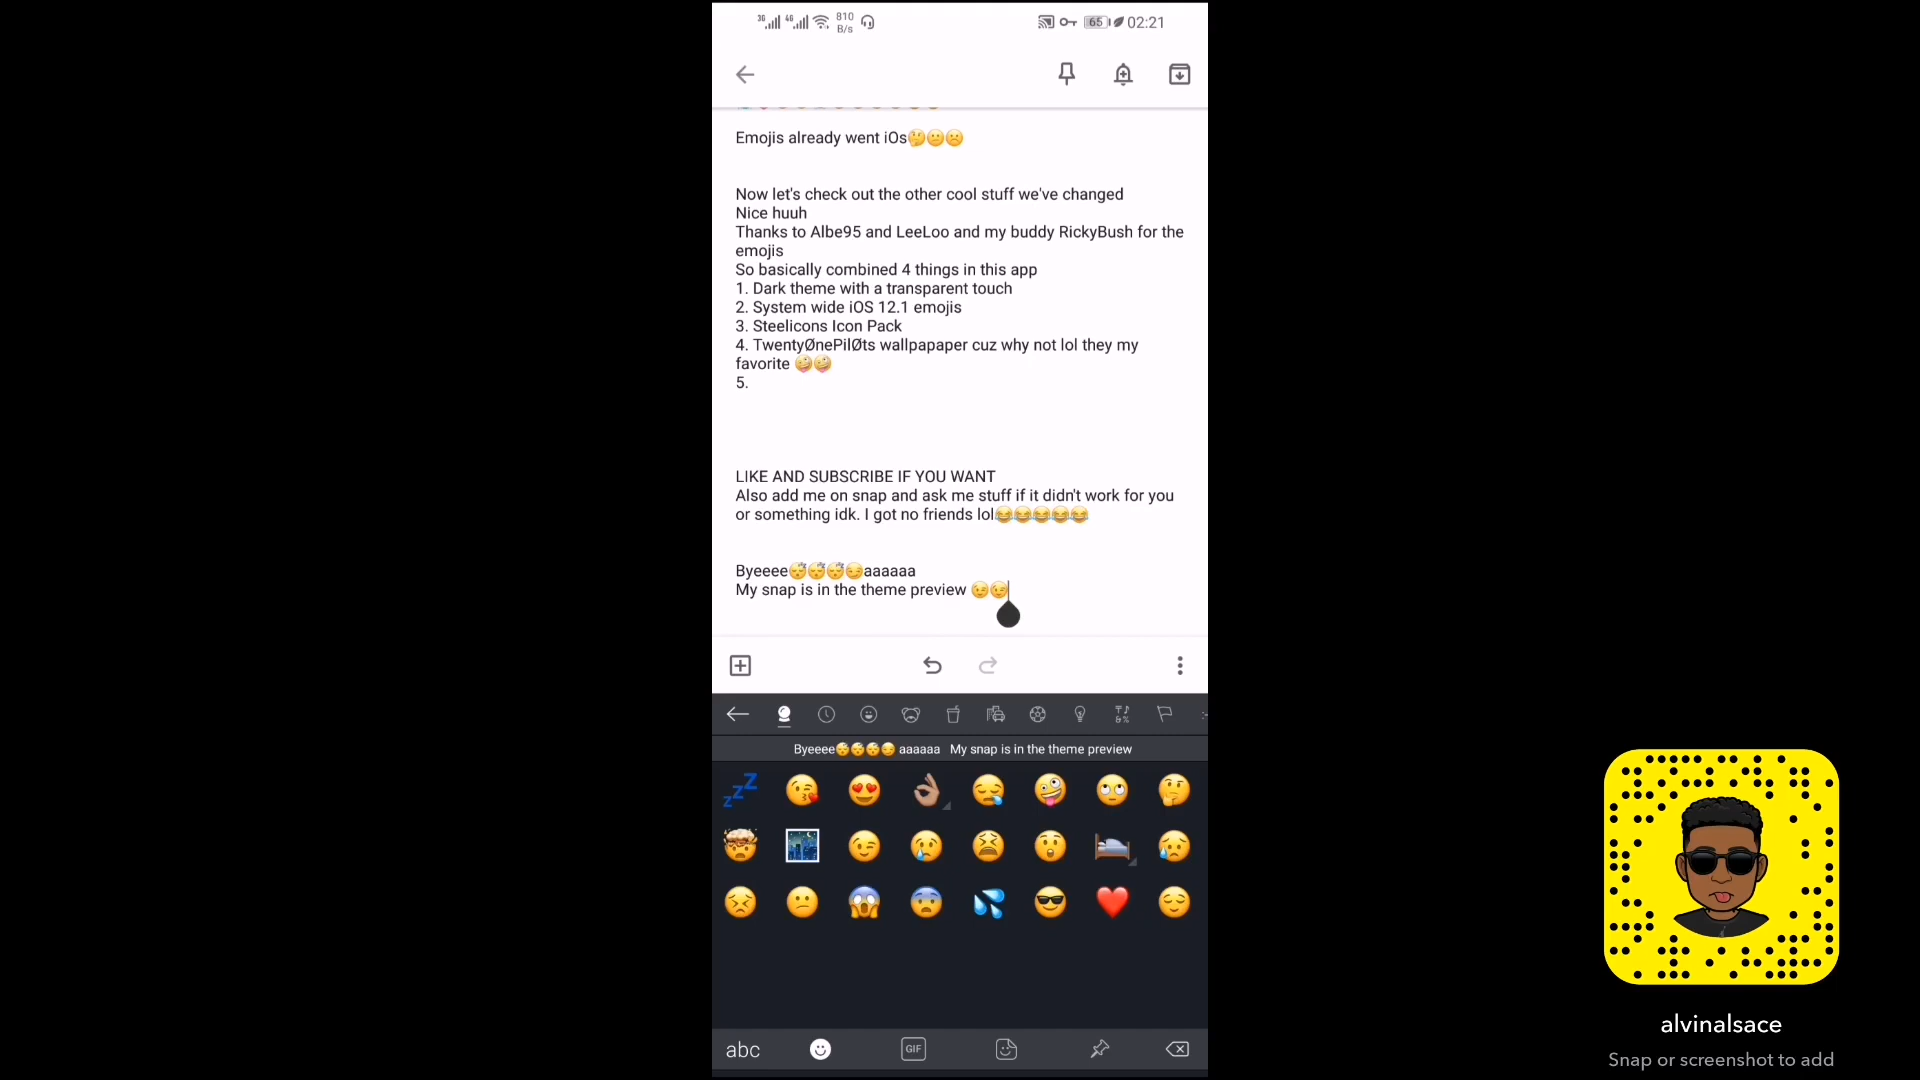 3G 4G 810 B/s 65 02:21
Emojis already went iOs🤔😕☹️
Now let's check out the other cool stuff we've changed
Nice huuh
Thanks to Albe95 and LeeLoo and my buddy RickyBush for the
emojis
So basically combined 4 things in this app
1. Dark theme with a transparent touch
2. System wide iOS 12.1 emojis
3. Steelicons Icon Pack
4. TwentyØnePilØts wallpapaper cuz why not lol they my
favorite 🤪🤪
5.
LIKE AND SUBSCRIBE IF YOU WANT
Also add me on snap and ask me stuff if it didn't work for you
or something idk. I got no friends lol😂😂😂😂😂
Byeeee😴😴😴😏aaaaaa
My snap is in the theme preview 😉😉
Byeeee😴😴😴😏 aaaaaa My snap is in the theme preview
abc GIF
alvinalsace
Snap or screenshot to add